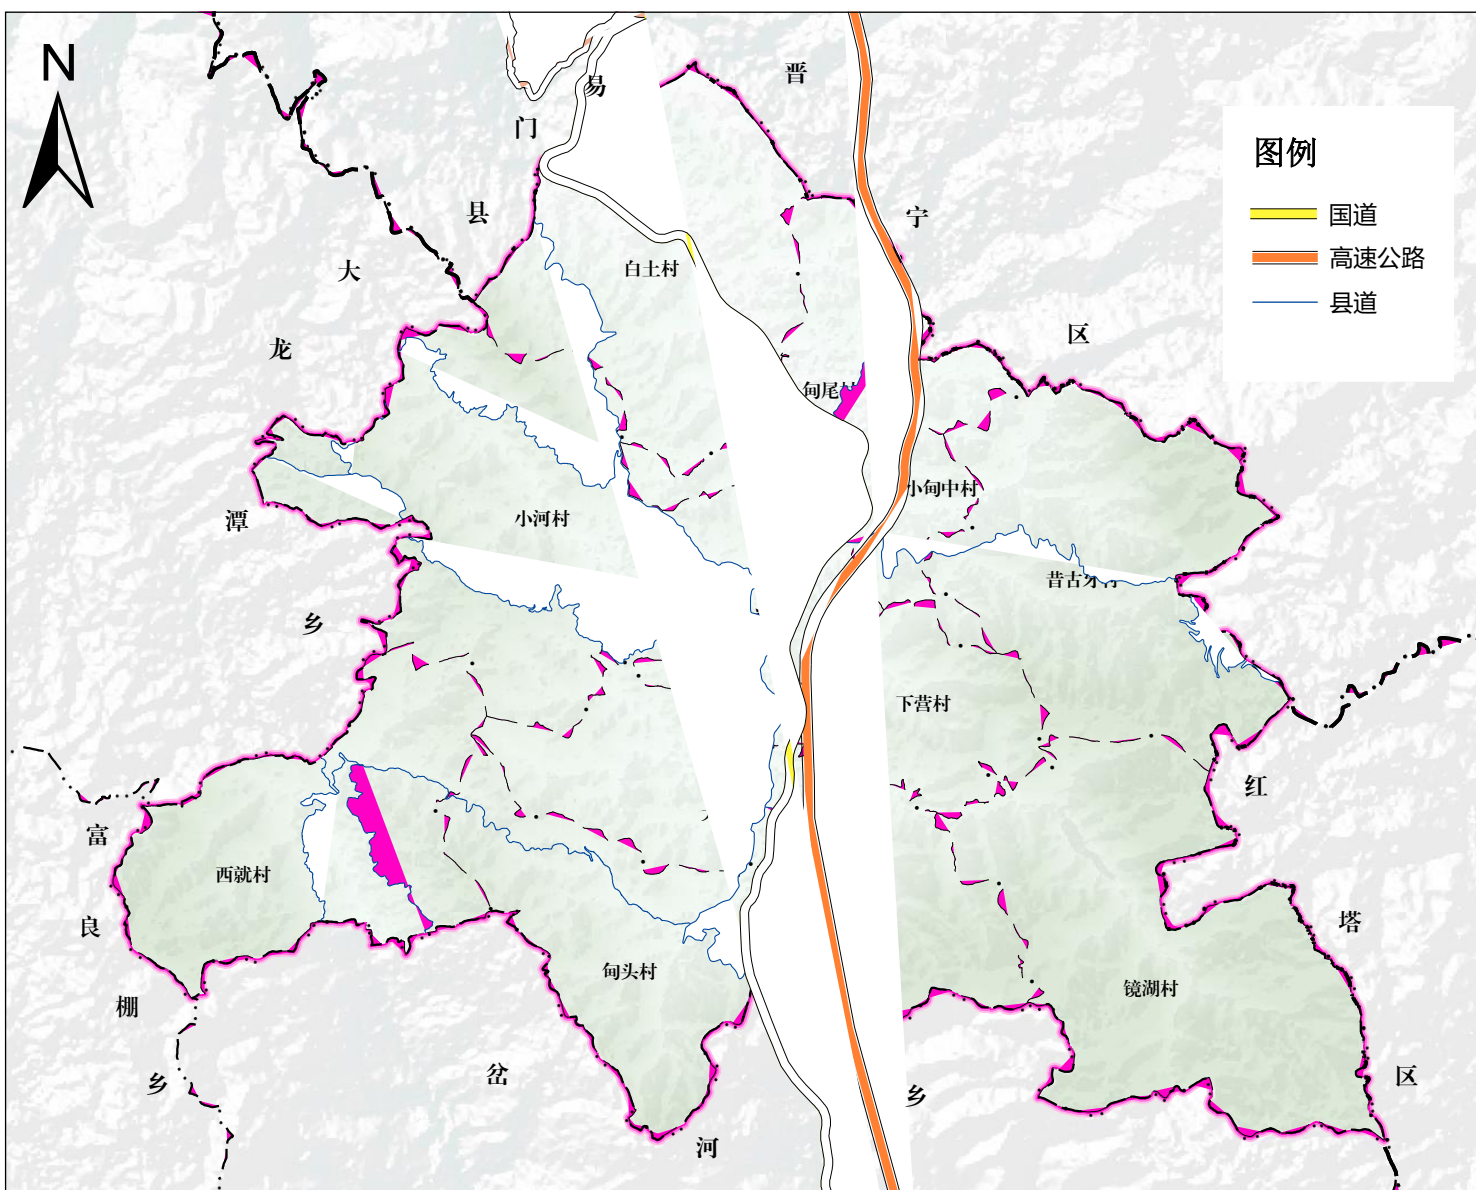 N
晋
易
门
宁
县
白土村
大
龙
区
甸尾
小甸中村
小河村
潭
乡
下营村
红
富
西就村
良
塔
甸头村
镜湖村
棚
乡
岔
乡
区
河
图例
国道
高速公路
县道